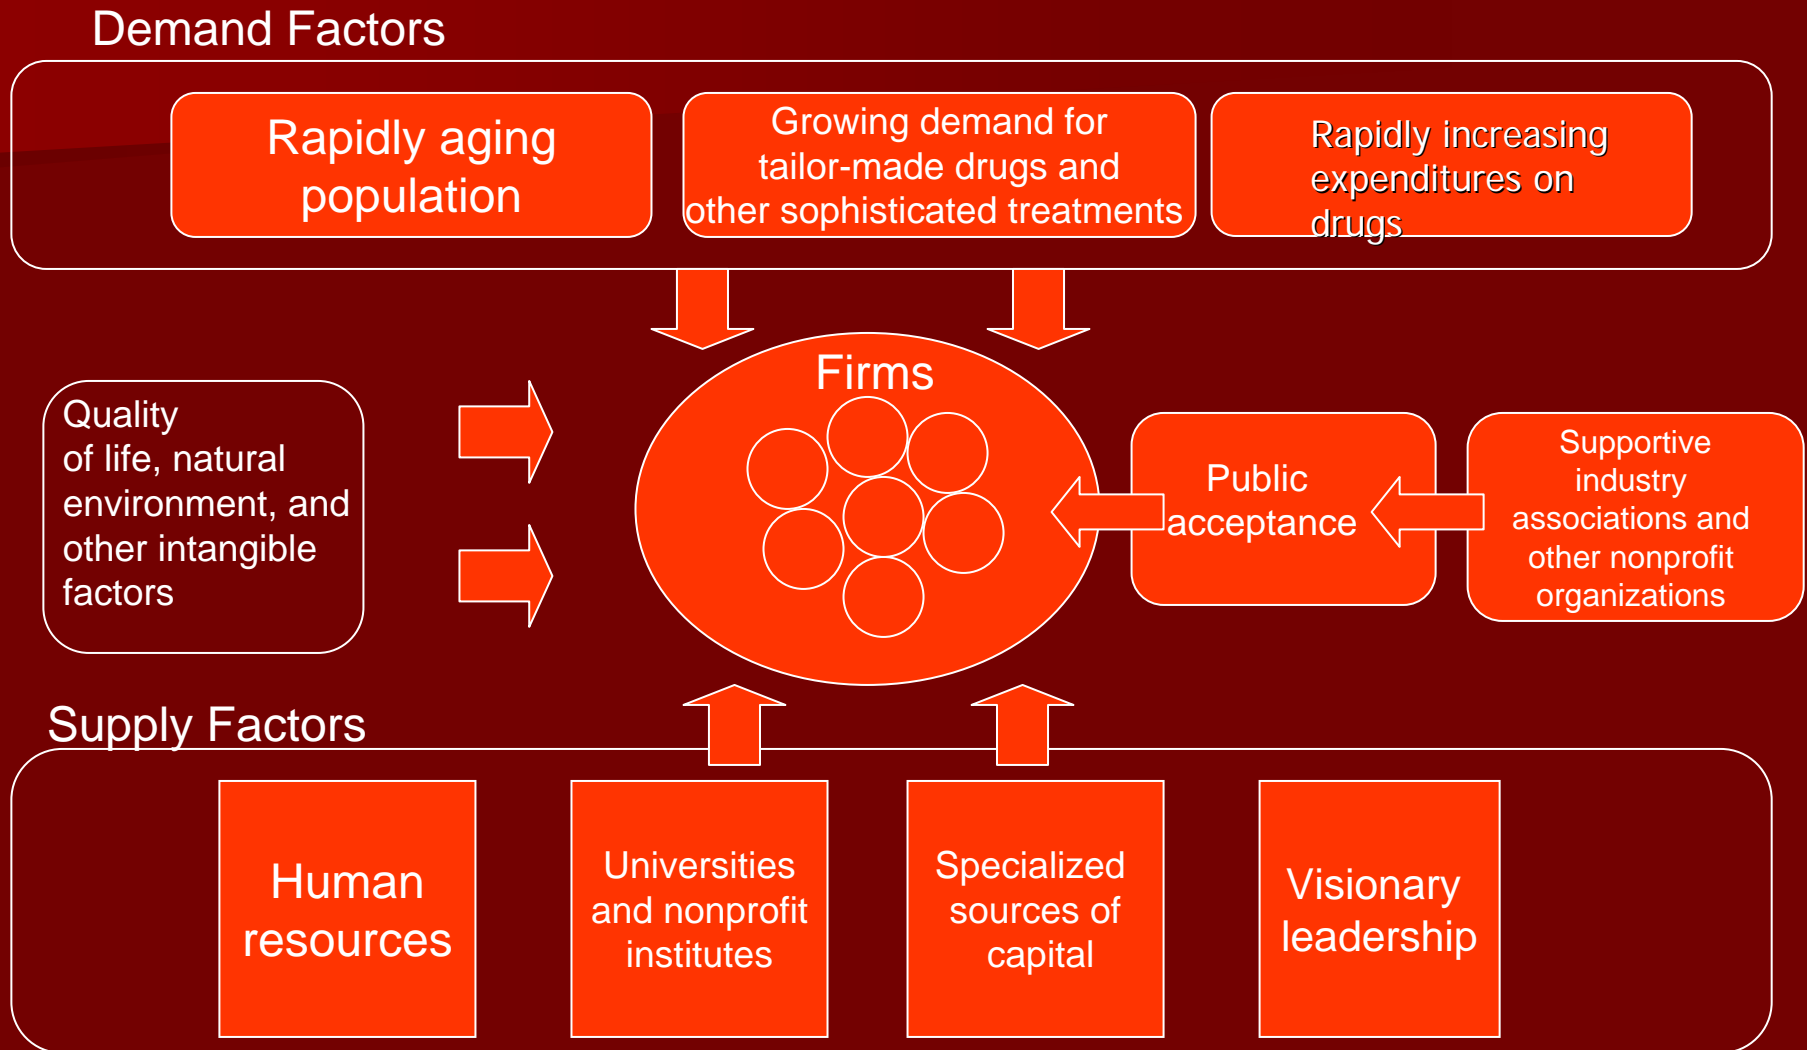 Demand Factors
Rapidly aging
population
Growing demand for
tailor-made drugs and
other sophisticated treatments
Rapidly increasing
expenditures on
drugs
Firms
Quality
of life, natural
environment, and
other intangible
factors
Public
acceptance
Supportive
industry
associations and
other nonprofit
organizations
Supply Factors
Human
resources
Universities
and nonprofit
institutes
Specialized
sources of
capital
Visionary
leadership